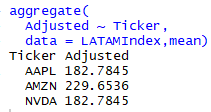 aggregate(
Adjusted ~ Ticker,
data = LATAMIndex,mean)
Ticker Adjusted
AAPL 182.7845
AMZN 229.6536
NVDA 182.7845